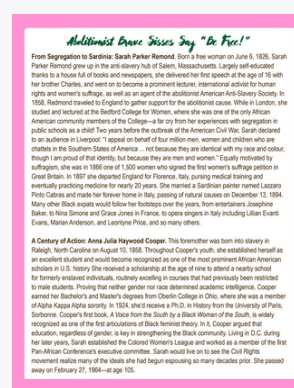 Abolitionist Brave Sisses Say "Be Free!"
From Segregation to Sardinia: Sarah Parker Remond. Born a free woman on June 6, 1826, Sarah
Parker Remond grew up in the anti-slavery hub of Salem, Massachusetts. Largely self-educated
thanks to a house full of books and newspapers, she delivered her first speech at the age of 16 with
her brother Charles, and went on to become a prominent lecturer, international activist for human
rights and women's suffrage, as well as an agent of the abolitionist American Anti-Slavery Society. In
1858, Redmond traveled to England to gather support for the abolitionist cause. While in London, she
studied and lectured at the Bedford College for Women, where she was one of the only African
American community members of the College—a far cry from her experiences with segregation in
public schools as a child! Two years before the outbreak of the American Civil War, Sarah declared
to an audience in Liverpool: "I appeal on behalf of four million men, women and children who are
chattels in the Southern States of America ... not because they are identical with my race and colour,
though I am proud of that identity, but because they are men and women." Equally motivated by
suffragism, she was in 1866 one of 1,500 women who signed the first women's suffrage petition in
Great Britain. In 1897 she departed England for Florence, Italy, pursing medical training and
eventually practicing medicine for nearly 20 years. She married a Sardinian painter named Lazzaro
Pinto Cabras and made her forever home in Italy, passing of natural causes on December 13, 1894.
Many other Black expats would follow her footsteps over the years, from entertainers Josephine
Baker, to Nina Simone and Grace Jones in France, to opera singers in Italy including Lillian Evanti
Evans, Marian Anderson, and Leontyne Price, and so many others.
A Century of Action: Anna Julia Haywood Cooper. This foremother was born into slavery in
Raleigh, North Carolina on August 10, 1858. Throughout Cooper's youth, she established herself as
an excellent student and would become recognized as one of the most prominent African American
scholars in U.S. history She received a scholarship at the age of nine to attend a nearby school
for formerly enslaved individuals, routinely excelling in courses that had previously been restricted
to male students. Proving that neither gender nor race determined academic intelligence, Cooper
earned her Bachelor's and Master's degrees from Oberlin College in Ohio, where she was a member
of Alpha Kappa Alpha sorority. In 1924, she'd receive a Ph.D. in History from the University of Paris,
Sorbonne. Cooper's first book, A Voice from the South by a Black Woman of the South, is widely
recognized as one of the first articulations of Black feminist theory. In it, Cooper argued that
education, regardless of gender, is key in strengthening the Black community. Living in D.C. during
her later years, Sarah established the Colored Women's League and worked as a member of the first
Pan-African Conference's executive committee. Sarah would live on to see the Civil Rights
movement realize many of the ideals she had begun espousing so many decades prior. She passed
away on February 27, 1964—at age 105.